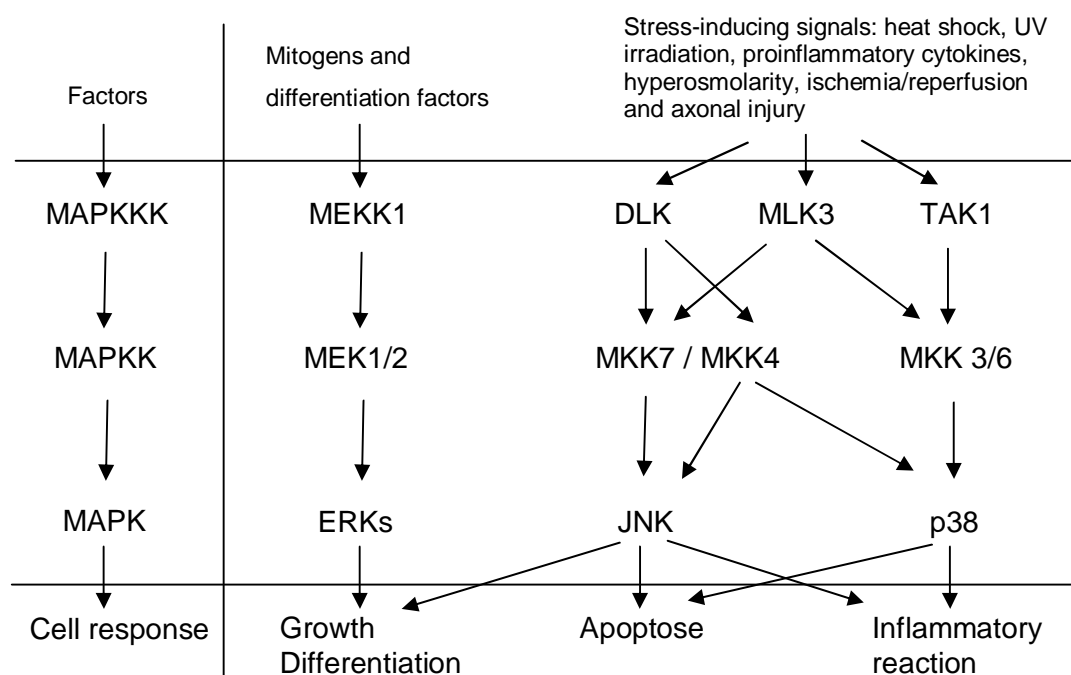 Factors
Mitogens and
differentiation factors
Stress-inducing signals: heat shock, UV
irradiation, proinflammatory cytokines,
hyperosmolarity, ischemia/reperfusion
and axonal injury
MAPKKK MEKK1 DLK MLK3 TAK1
MAPKK MEK1/2 MKK7 / MKK4 MKK 3/6
MAPK ERKs JNK p38
Cell response Growth Apoptose Inflammatory
Differentiation reaction